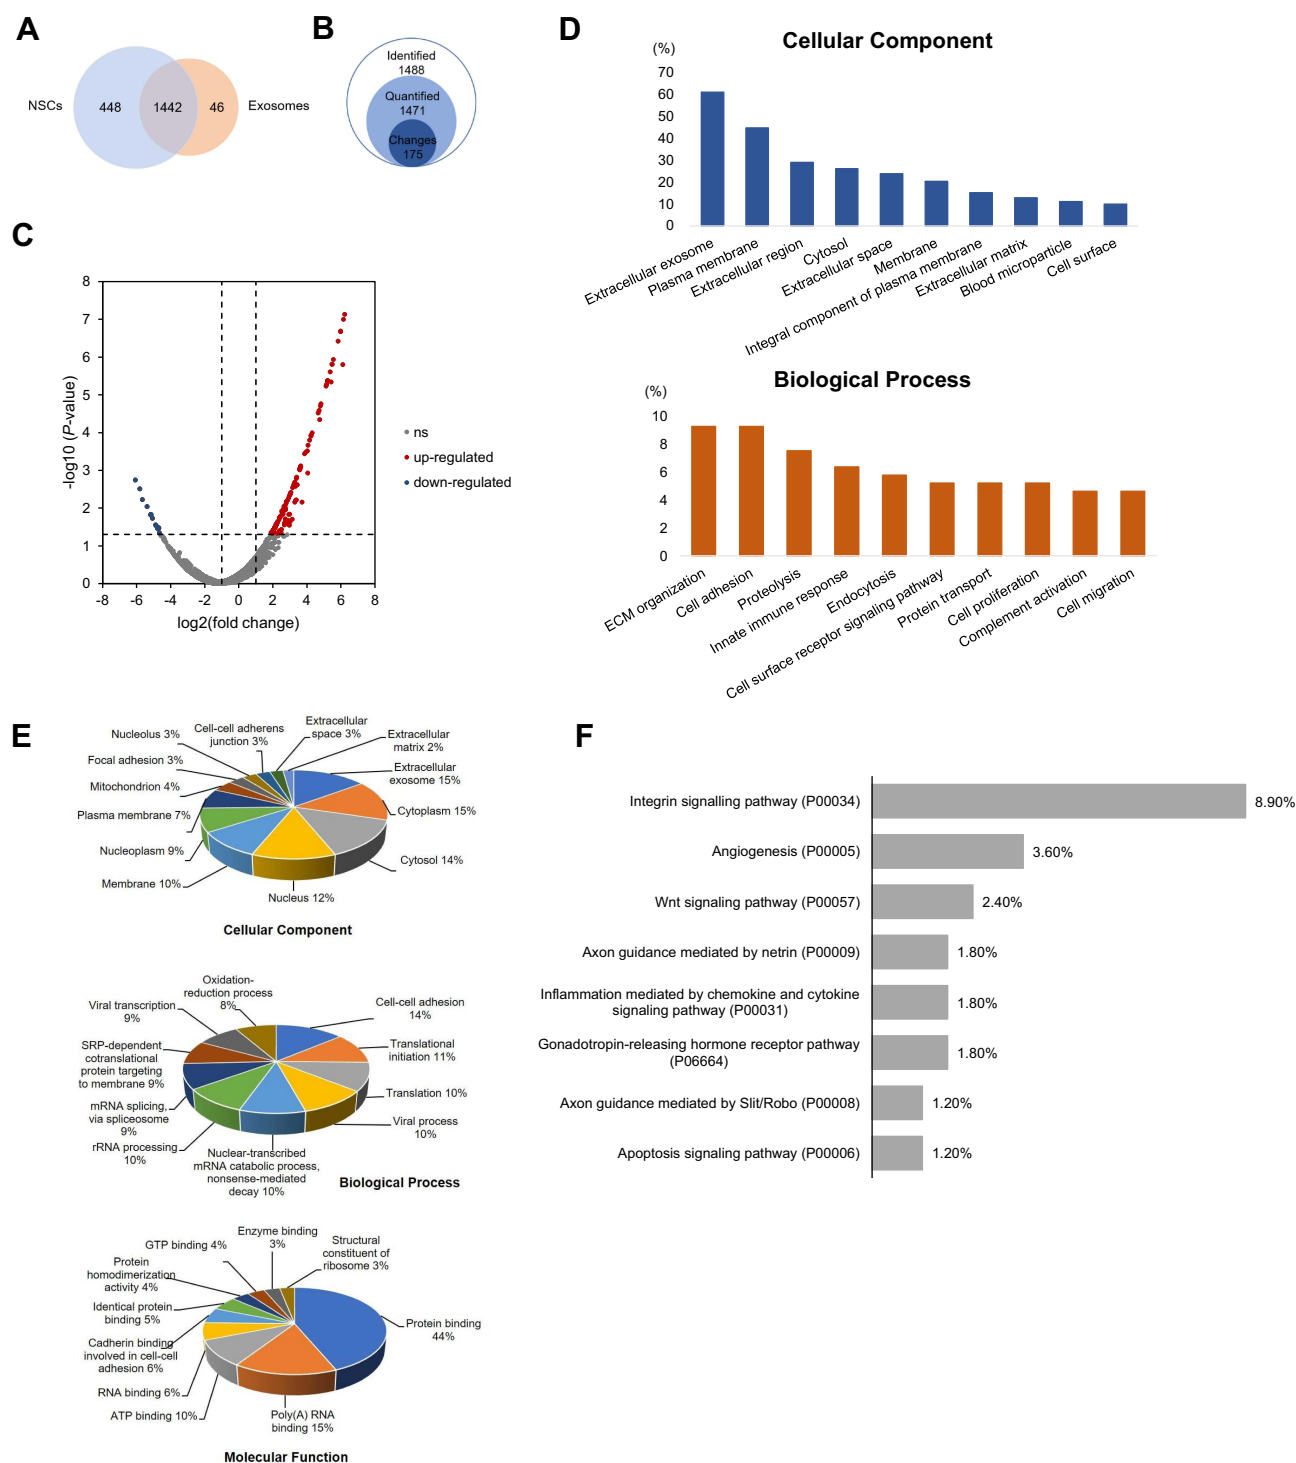 A
NSCs
448
1442
46
Exosomes
B
Identified
1488
Quantified
1471
Changes
175
C
-log10 (P-value)
8
7
6
5
4
3
2
1
0
-8
-6
-4
-2
0
2
4
6
8
log2(fold change)
ns
up-regulated
down-regulated
D
Cellular Component
(%)
70
60
50
40
30
20
10
0
Extracellular exosome
Plasma membrane
Extracellular region
Cytosol
Extracellular space
Membrane
Integral component of plasma membrane
Extracellular matrix
Blood microparticle
Cell surface
Biological Process
(%)
10
8
6
4
2
0
ECM organization
Cell adhesion
Proteolysis
Innate immune response
Endocytosis
Cell surface receptor signaling pathway
Protein transport
Cell proliferation
Complement activation
Cell migration
E
Nucleolus 3%
Cell-cell adherens
junction 3%
Extracellular
space 3%
Extracellular
matrix 2%
Focal adhesion 3%
Extracellular
exosome 15%
Mitochondrion 4%
Plasma membrane 7%
Cytoplasm 15%
Nucleoplasm 9%
Cytosol 14%
Membrane 10%
Nucleus 12%
Cellular Component
Oxidation-
reduction process
8%
Viral transcription
9%
Cell-cell adhesion
14%
SRP-dependent
cotranslational
protein targeting
to membrane 9%
Translational
initiation 11%
mRNA splicing,
via spliceosome
9%
Translation 10%
rRNA processing
10%
Viral process
10%
Nuclear-transcribed
mRNA catabolic process,
nonsense-mediated
decay 10%
Biological Process
Enzyme binding
3%
GTP binding 4%
Structural
constituent of
ribosome 3%
Protein
homodimerization
activity 4%
Identical protein
binding 5%
Protein binding
44%
Cadherin binding
involved in cell-cell
adhesion 6%
RNA binding 6%
ATP binding 10%
Poly(A) RNA
binding 15%
Molecular Function
F
Integrin signalling pathway (P00034)
8.90%
Angiogenesis (P00005)
3.60%
Wnt signaling pathway (P00057)
2.40%
Axon guidance mediated by netrin (P00009)
1.80%
Inflammation mediated by chemokine and cytokine
signaling pathway (P00031)
1.80%
Gonadotropin-releasing hormone receptor pathway
(P06664)
1.80%
Axon guidance mediated by Slit/Robo (P00008)
1.20%
Apoptosis signaling pathway (P00006)
1.20%